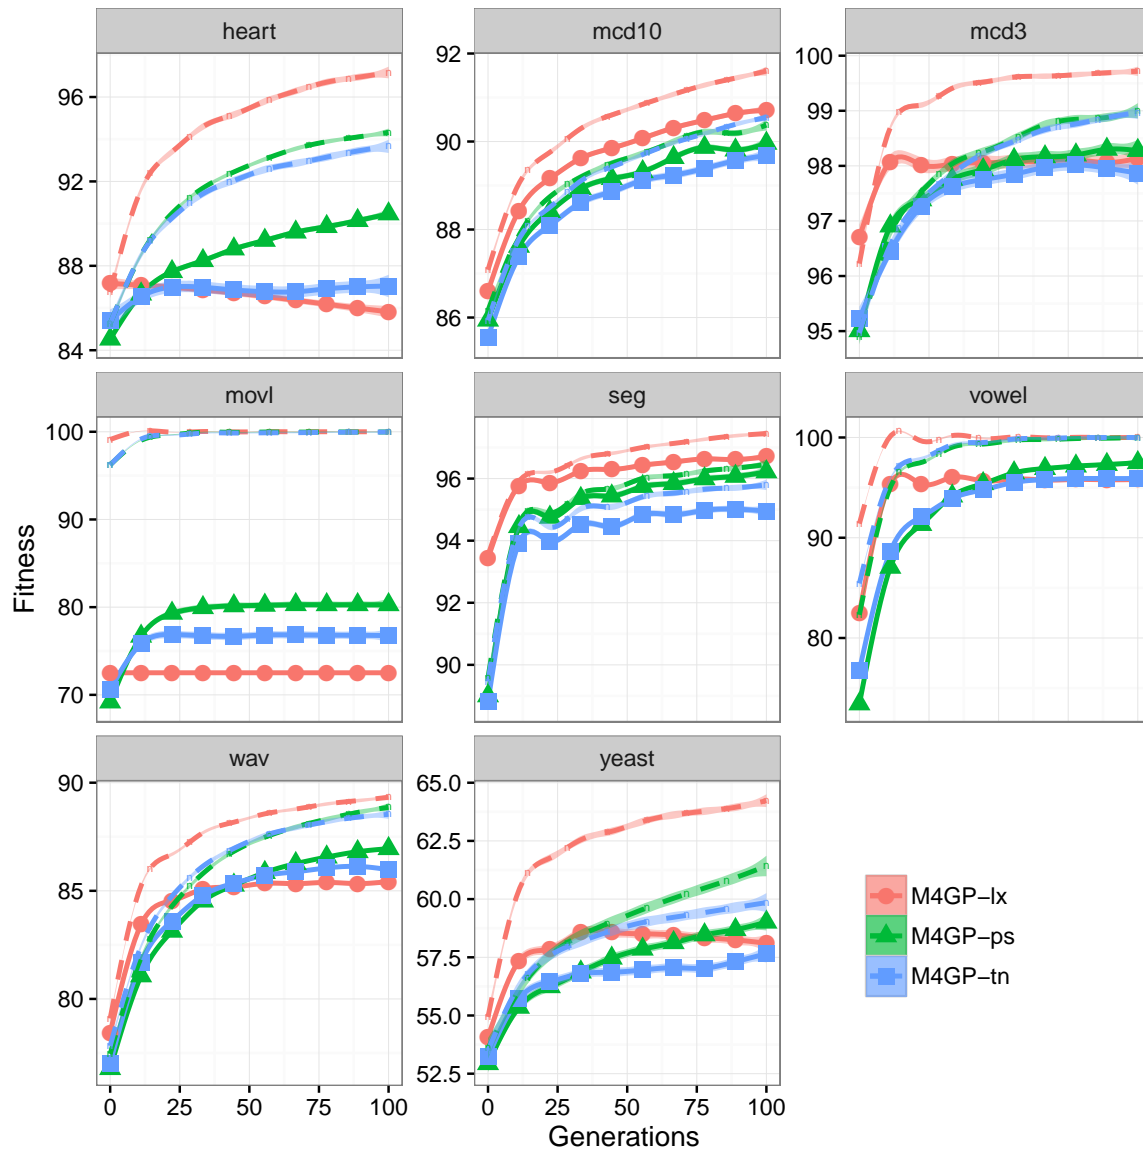 heart
mcd10
mcd3
96
92
88
84
92
90
88
86
100
99
98
97
96
95
movl
seg
vowel
100
90
80
70
96
94
92
90
100
90
80
wav
yeast
90
85
80
65.0
62.5
60.0
57.5
55.0
52.5
0 25 50 75 100
0 25 50 75 100
Fitness
Generations
M4GP−lx
M4GP−ps
M4GP−tn